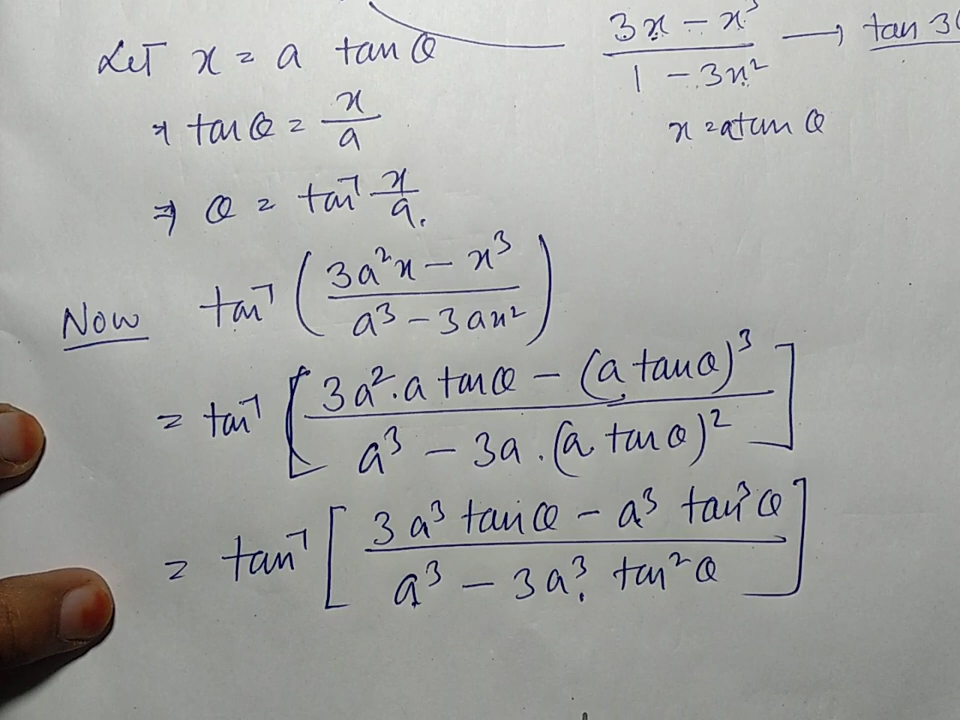 Let x = a tan θ
⇒ tan θ = x/a
⇒ θ = tan⁻¹ x/a.
(3x − x³)/(1 − 3x²) → tan 3
x = a tan θ
Now tan⁻¹ ((3a²x − x³)/(a³ − 3ax²))
= tan⁻¹ [(3a².a tan θ − (a tan θ)³)/(a³ − 3a.(a tan θ)²)]
= tan⁻¹ [(3a³ tan θ − a³ tan³ θ)/(a³ − 3a³. tan² θ)]